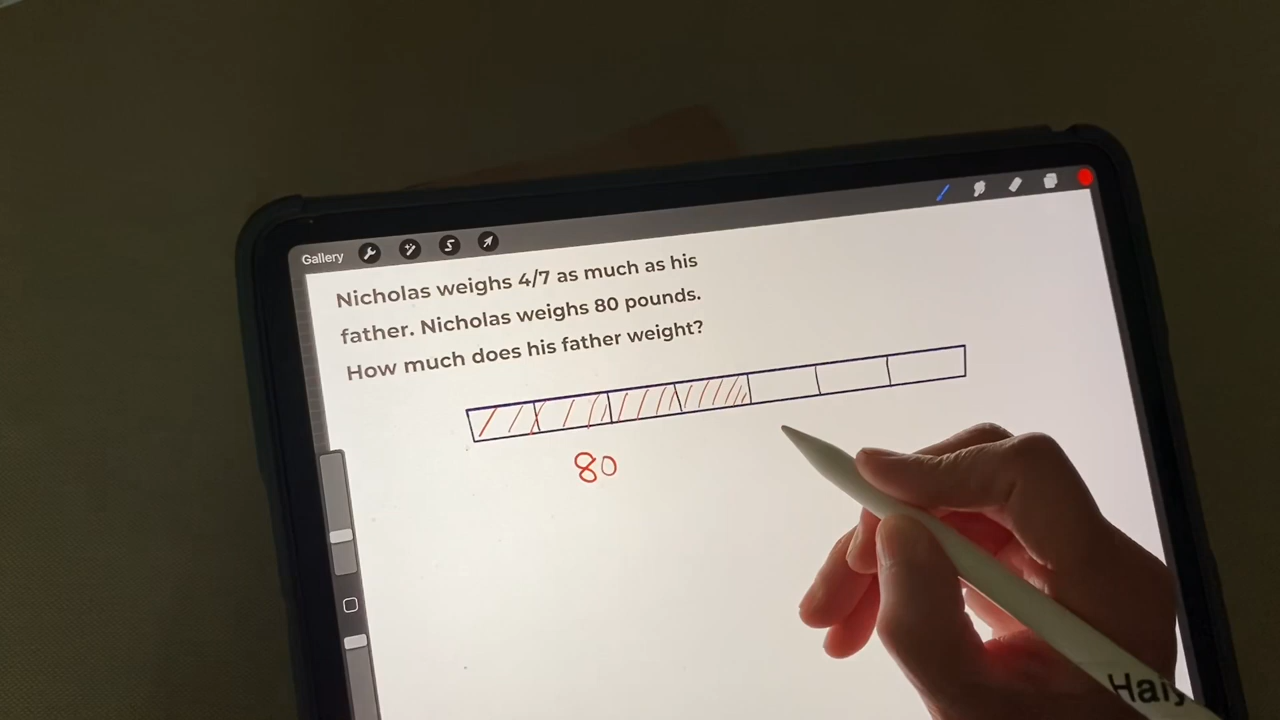 Gallery
Nicholas weighs 4/7 as much as his
father. Nicholas weighs 80 pounds.
How much does his father weight?
80